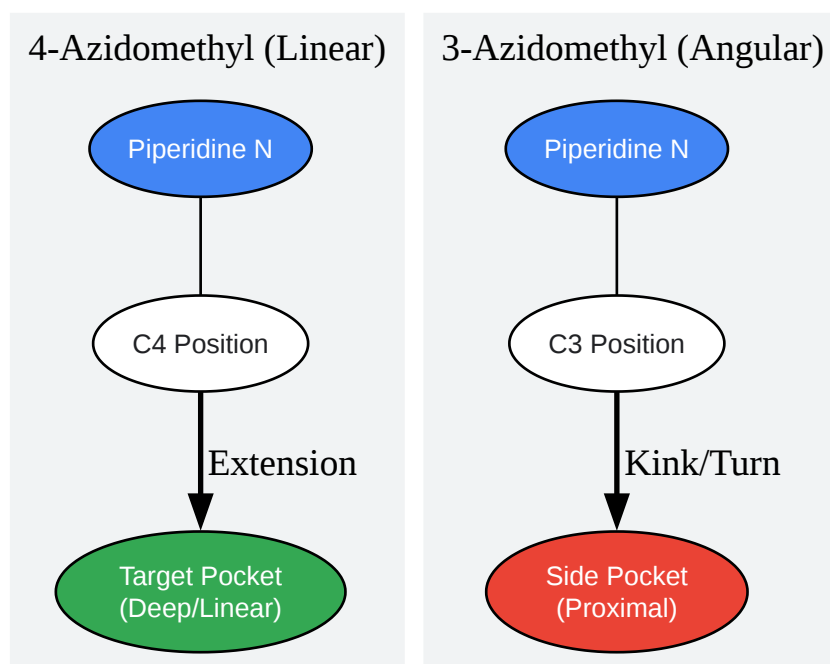 4-Azidomethyl (Linear)
Piperidine N
C4 Position
Extension
Target Pocket
(Deep/Linear)
3-Azidomethyl (Angular)
Piperidine N
C3 Position
Kink/Turn
Side Pocket
(Proximal)